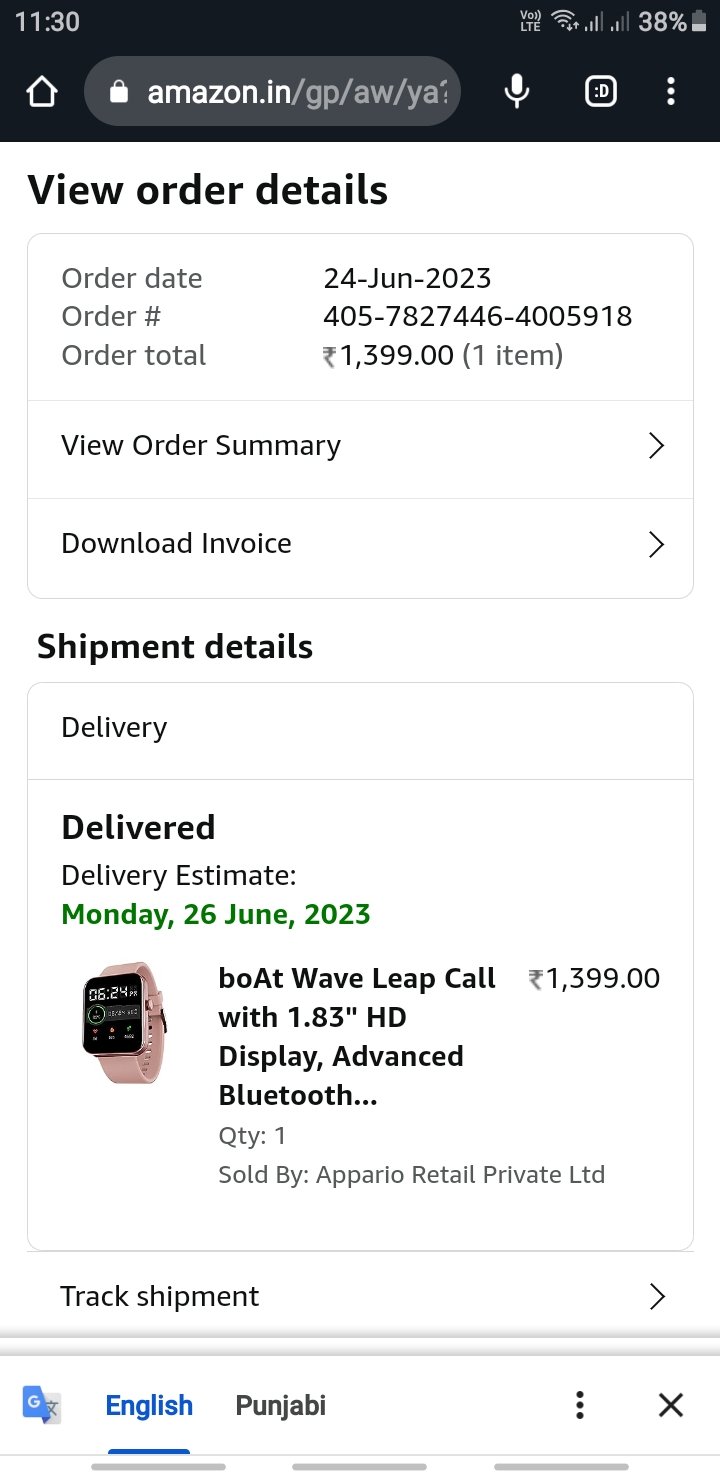 11:30
Vo)) LTE
38%
amazon.in/gp/aw/ya?
:D
View order details
Order date 24-Jun-2023
Order # 405-7827446-4005918
Order total ₹1,399.00 (1 item)
View Order Summary
Download Invoice
Shipment details
Delivery
Delivered
Delivery Estimate:
Monday, 26 June, 2023
06:24 PM
boAt Wave Leap Call ₹1,399.00
with 1.83" HD
Display, Advanced
Bluetooth...
Qty: 1
Sold By: Appario Retail Private Ltd
Track shipment
G 文
English Punjabi